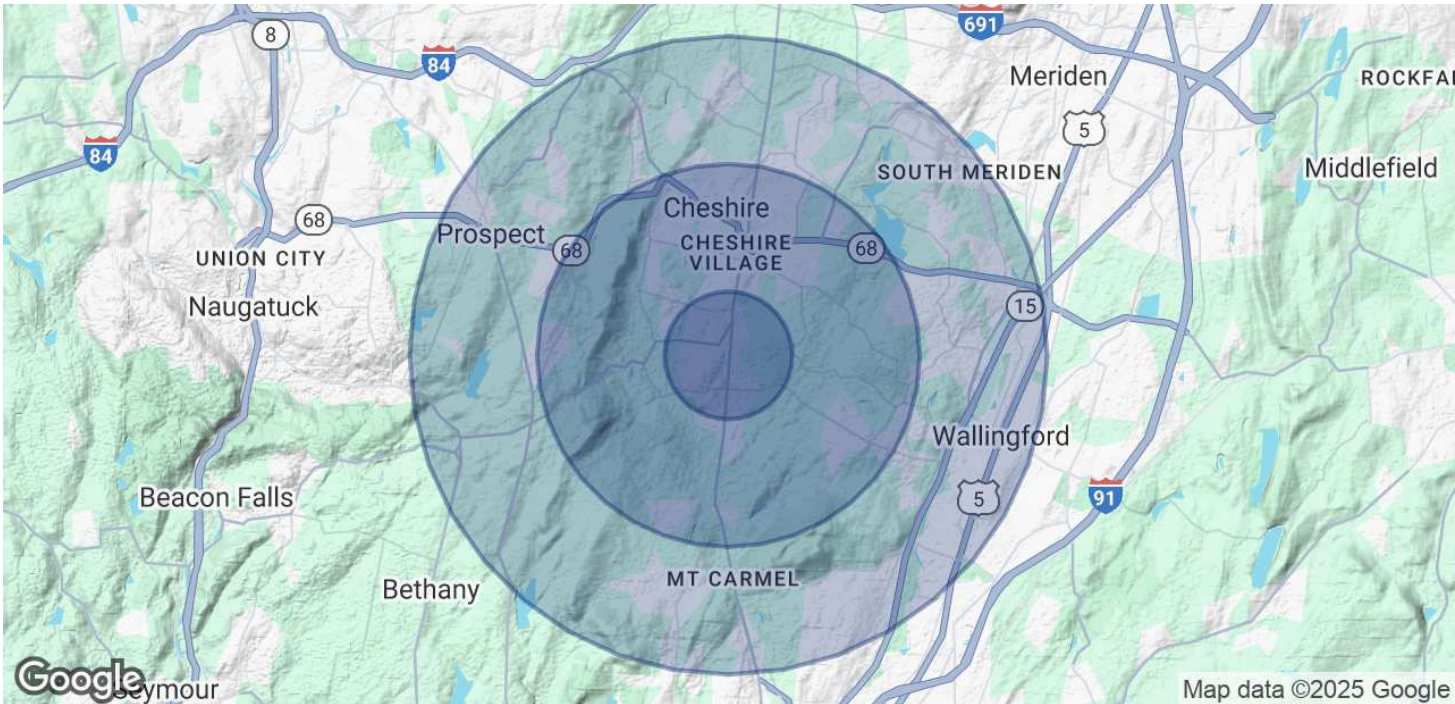 8
84
691
Meriden
ROCKFA
5
84
SOUTH MERIDEN
Middlefield
68
Cheshire
Prospect
68
CHESHIRE
VILLAGE
68
UNION CITY
Naugatuck
15
Wallingford
5
91
Beacon Falls
MT CARMEL
Bethany
Google
Seymour
Map data ©2025 Google